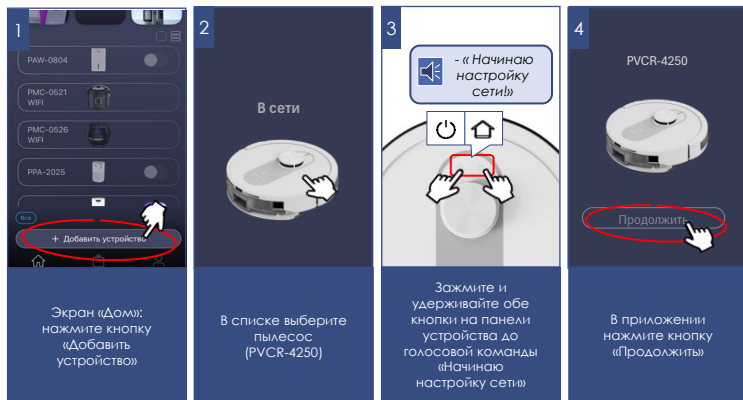 1
PAW-0804
PMC-0521
WIFI
PMC-0526
WIFI
PPA-2025
Все
+ Добавить устройство
Экран «Дом»:
нажмите кнопку
«Добавить
устройство»
2
В сети
В списке выберите
пылесос
(PVCR-4250)
3
- « Начинаю
настройку
сети!»
Зажмите и
удерживайте обе
кнопки на панели
устройства до
голосовой команды
«Начинаю
настройку сети»
4
PVCR-4250
Продолжить
В приложении
нажмите кнопку
«Продолжить»